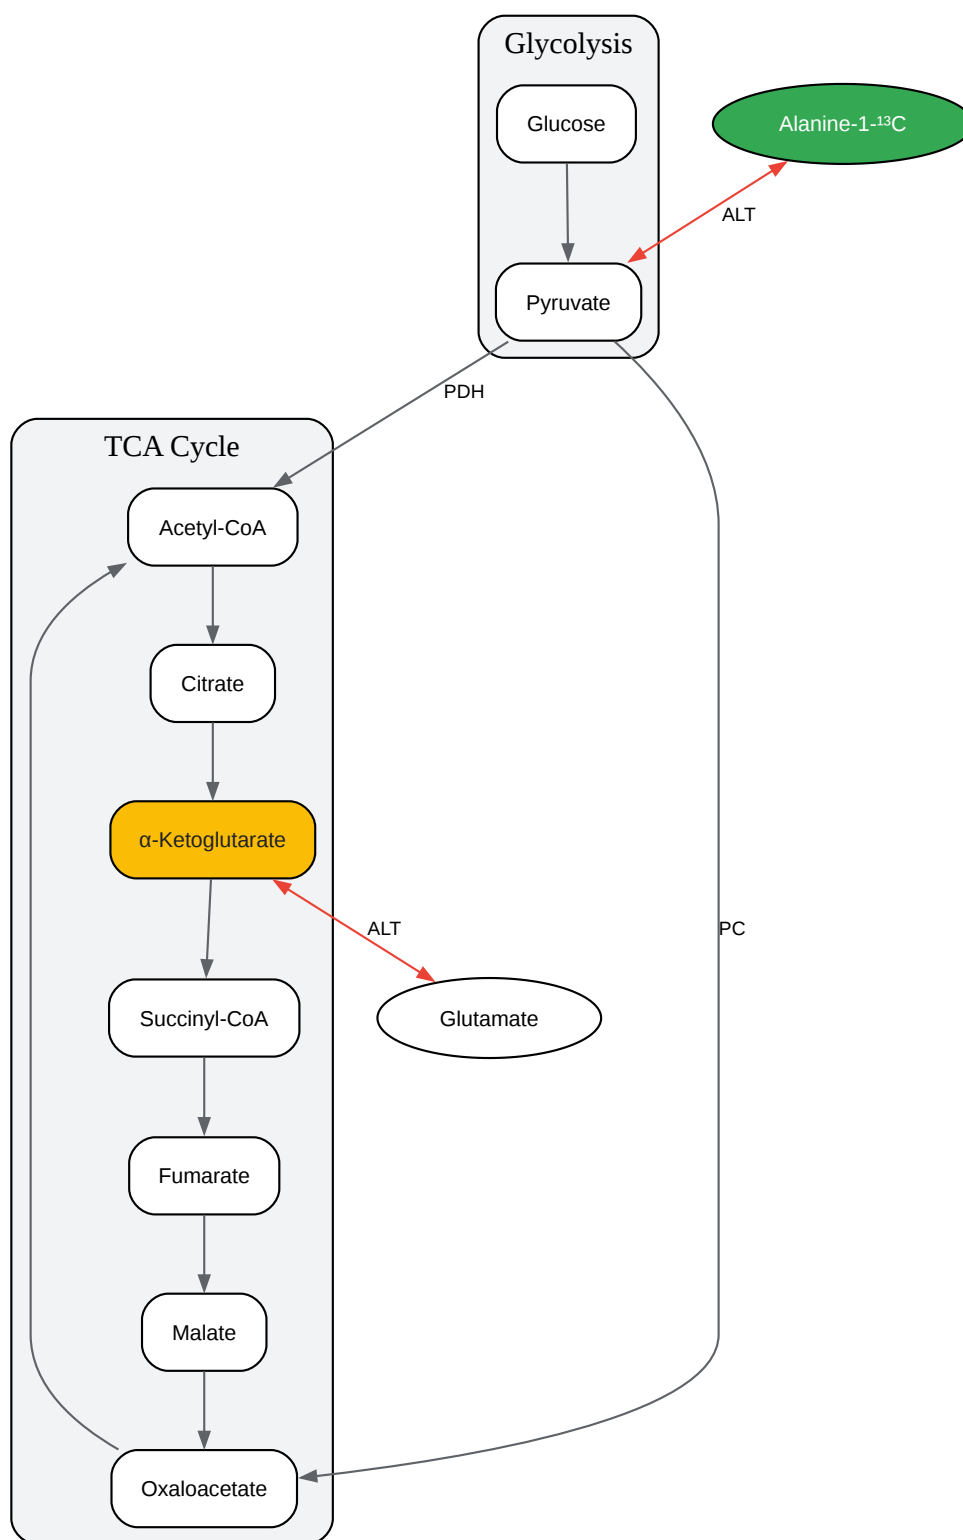 Glycolysis
Glucose
Alanine-1-¹³C
ALT
Pyruvate
PDH
TCA Cycle
Acetyl-CoA
Citrate
α-Ketoglutarate
ALT
PC
Succinyl-CoA
Glutamate
Fumarate
Malate
Oxaloacetate